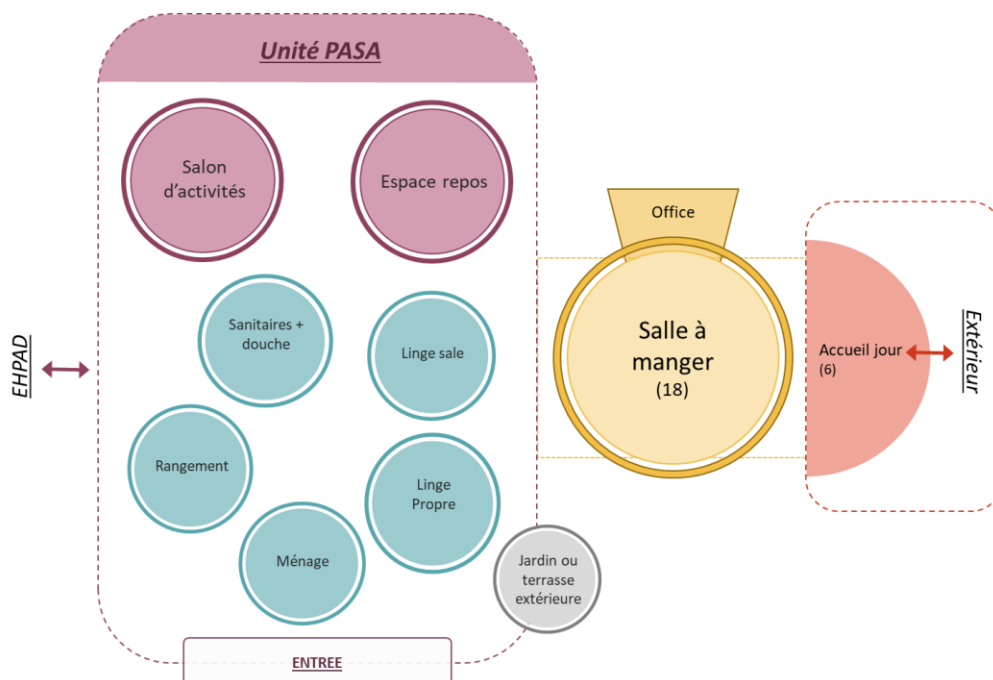 Unité PASA
Salon
d'activités
Espace repos
Office
Sanitaires +
douche
Linge sale
Salle à
manger
(18)
Accueil jour
(6)
EHPAD
Extérieur
Rangement
Linge
Propre
Ménage
Jardin ou
terrasse
extérieure
ENTREE